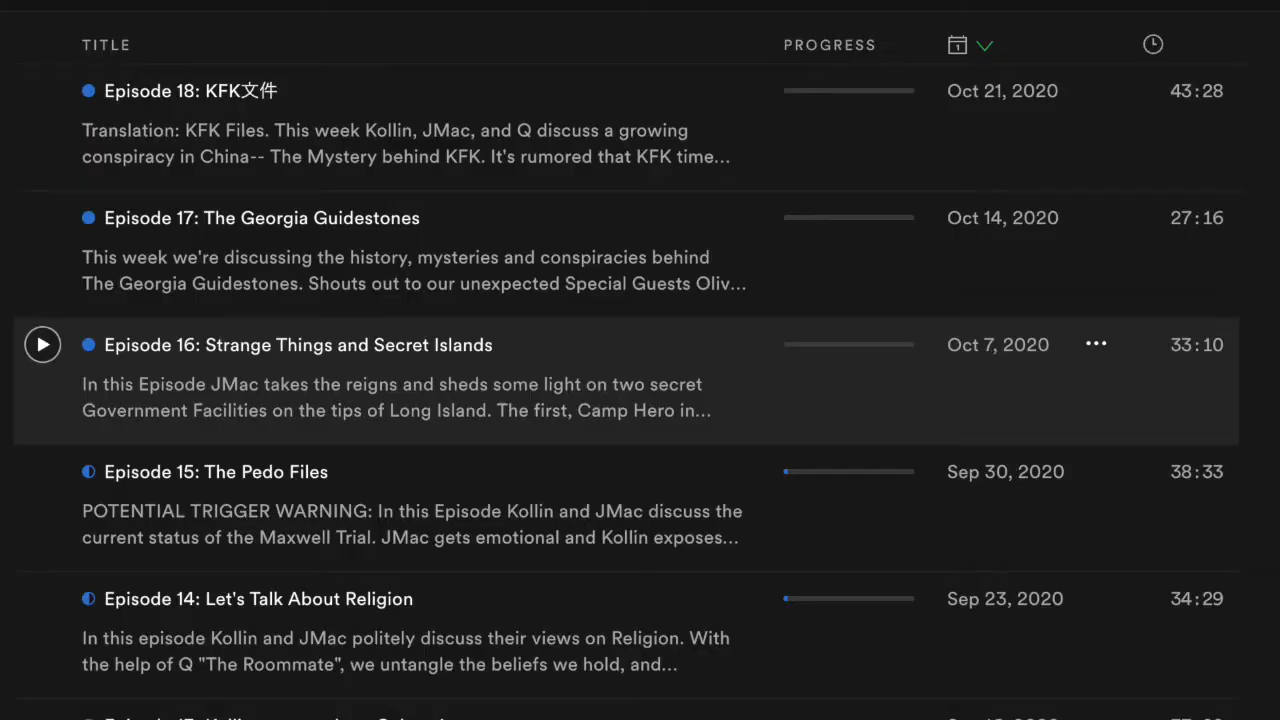 TITLE PROGRESS
Episode 18: KFK文件 Oct 21, 2020 43:28
Translation: KFK Files. This week Kollin, JMac, and Q discuss a growing
conspiracy in China-- The Mystery behind KFK. It's rumored that KFK time...
Episode 17: The Georgia Guidestones Oct 14, 2020 27:16
This week we're discussing the history, mysteries and conspiracies behind
The Georgia Guidestones. Shouts out to our unexpected Special Guests Oliv...
Episode 16: Strange Things and Secret Islands Oct 7, 2020 33:10
In this Episode JMac takes the reigns and sheds some light on two secret
Government Facilities on the tips of Long Island. The first, Camp Hero in...
Episode 15: The Pedo Files Sep 30, 2020 38:33
POTENTIAL TRIGGER WARNING: In this Episode Kollin and JMac discuss the
current status of the Maxwell Trial. JMac gets emotional and Kollin exposes...
Episode 14: Let's Talk About Religion Sep 23, 2020 34:29
In this episode Kollin and JMac politely discuss their views on Religion. With
the help of Q "The Roommate", we untangle the beliefs we hold, and...